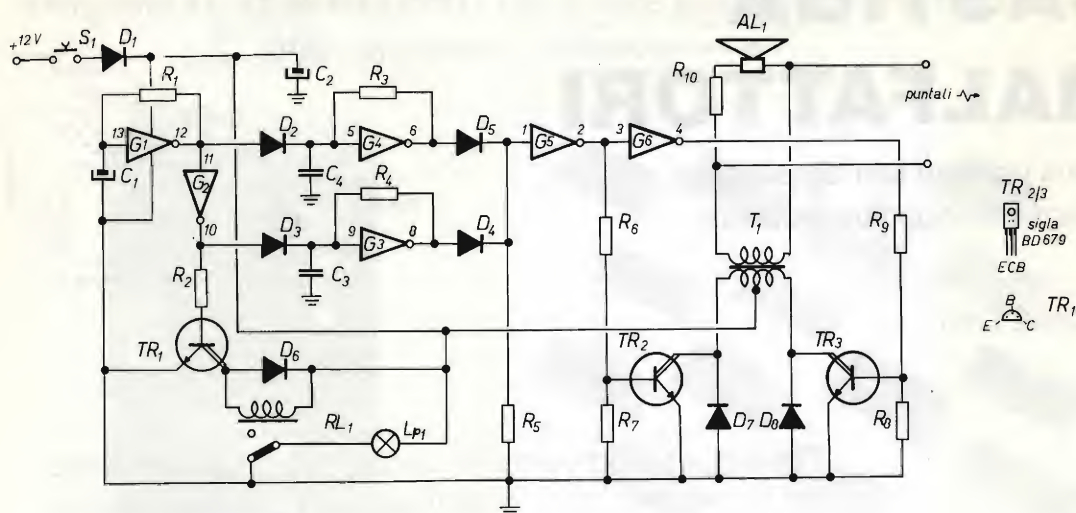 ALFATTORI
+12V
S1
D1
R1
C2
R3
AL1
R10
puntali
13 G1 12
D2
5 G4 6
D5
1 G5 2
3 G6 4
C1
11
G2
10
C4
R4
D3
9 G3 8
D4
C3
R2
R6
T1
R9
TR 2/3
sigla
BD679
ECB
B
E C
TR1
TR1
D6
TR2
TR3
RL1
Lp1
R5
R7
D7
D8
R8